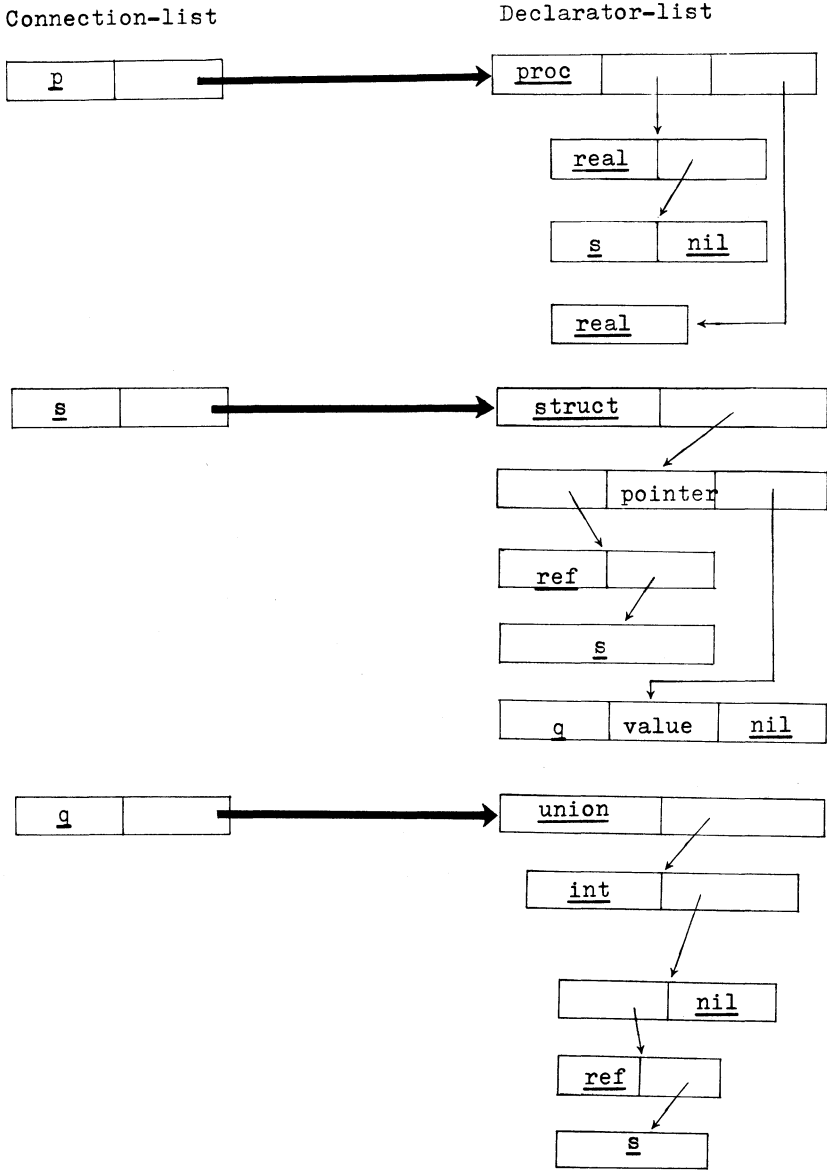 Connection-list
Declarator-list
p
proc
real
s nil
real
s
struct
pointer
ref
s
q value nil
q
union
int
nil
ref
s